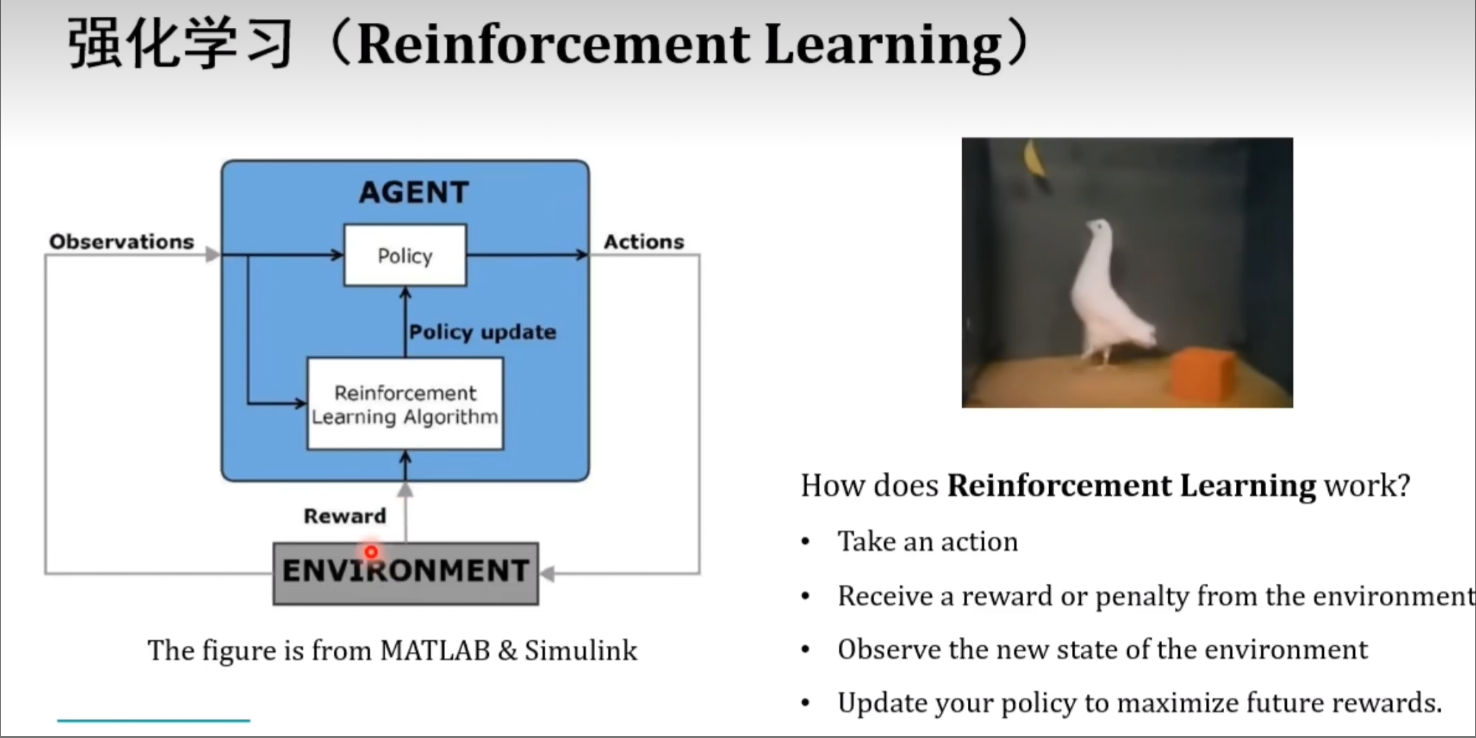 强化学习（Reinforcement Learning）
AGENT
Observations
Policy
Actions
Policy update
Reinforcement
Learning Algorithm
Reward
ENVIRONMENT
The figure is from MATLAB & Simulink
How does Reinforcement Learning work?
• Take an action
• Receive a reward or penalty from the environment
• Observe the new state of the environment
• Update your policy to maximize future rewards.